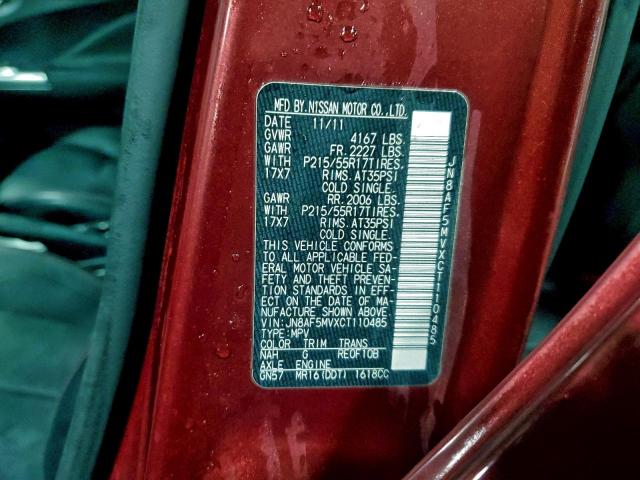 MFD BY.NISSAN MOTOR CO.,LTD.
DATE 11/11
GVWR 4167 LBS.
GAWR FR. 2227 LBS.
WITH P215/55R17TIRES.
17X7 RIMS.AT35PSI
COLD SINGLE.
GAWR RR. 2006 LBS.
WITH P215/55R17TIRES.
17X7 RIMS.AT35PSI
COLD SINGLE.
THIS VEHICLE CONFORMS
TO ALL APPLICABLE FED-
ERAL MOTOR VEHICLE SA-
FETY AND THEFT PREVEN-
TION STANDARDS IN EFF-
ECT ON THE DATE OF MA-
NUFACTURE SHOWN ABOVE.
VIN:JN8AF5MVXCT110485
TYPE:MPV
COLOR TRIM TRANS
NAH G RE0F10B
AXLE ENGINE
GN57 MR16(DDT) 1618CC
JN8AF5MVXCT110485